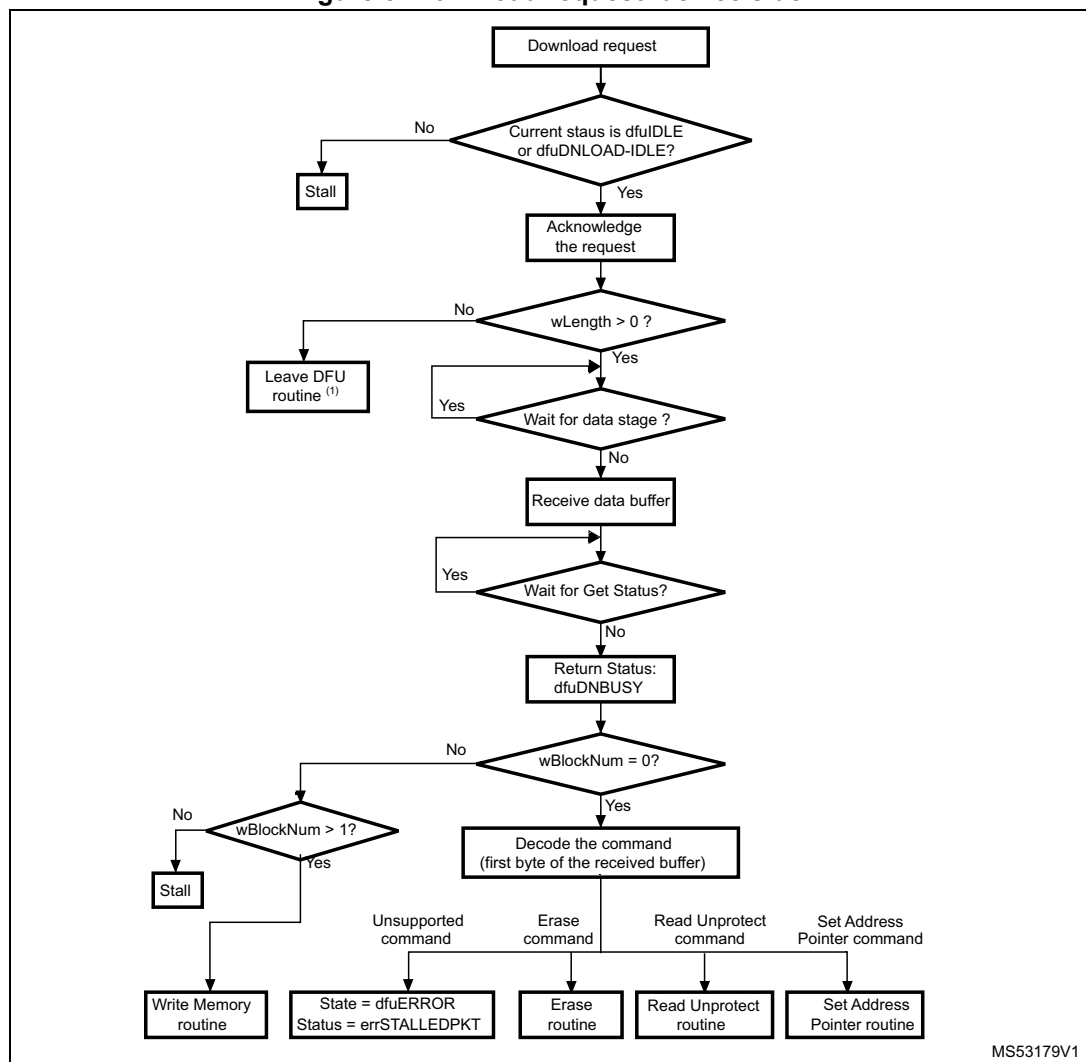 Download request
No
Current staus is dfuIDLE
or dfuDNLOAD-IDLE?
Stall
Yes
Acknowledge
the request
No
wLength > 0 ?
Yes
Leave DFU
routine (1)
Yes
Wait for data stage ?
No
Receive data buffer
Yes
Wait for Get Status?
No
Return Status:
dfuDNBUSY
No
wBlockNum = 0?
Yes
No
wBlockNum > 1?
Yes
Stall
Decode the command
(first byte of the received buffer)
Unsupported
command
Erase
command
Read Unprotect
command
Set Address
Pointer command
Write Memory
routine
State = dfuERROR
Status = errSTALLEDPKT
Erase
routine
Read Unprotect
routine
Set Address
Pointer routine
MS53179V1